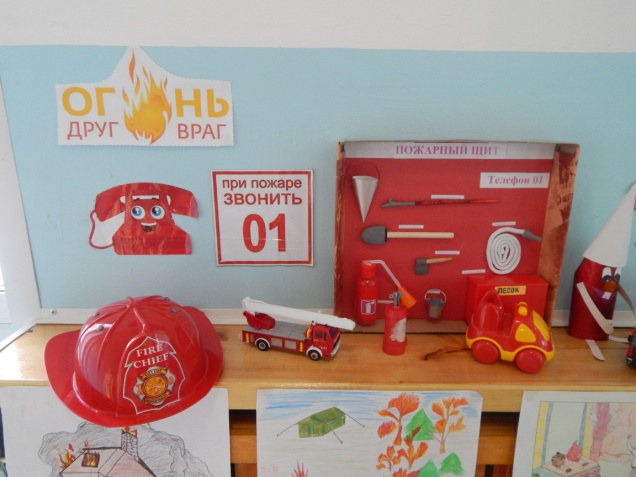 ОГОНЬ
ДРУГ ВРАГ
при пожаре
ЗВОНИТЬ
01
ПОЖАРНЫЙ ЩИТ
Телефон 01
ПЕСОК
FIRE
CHIEF